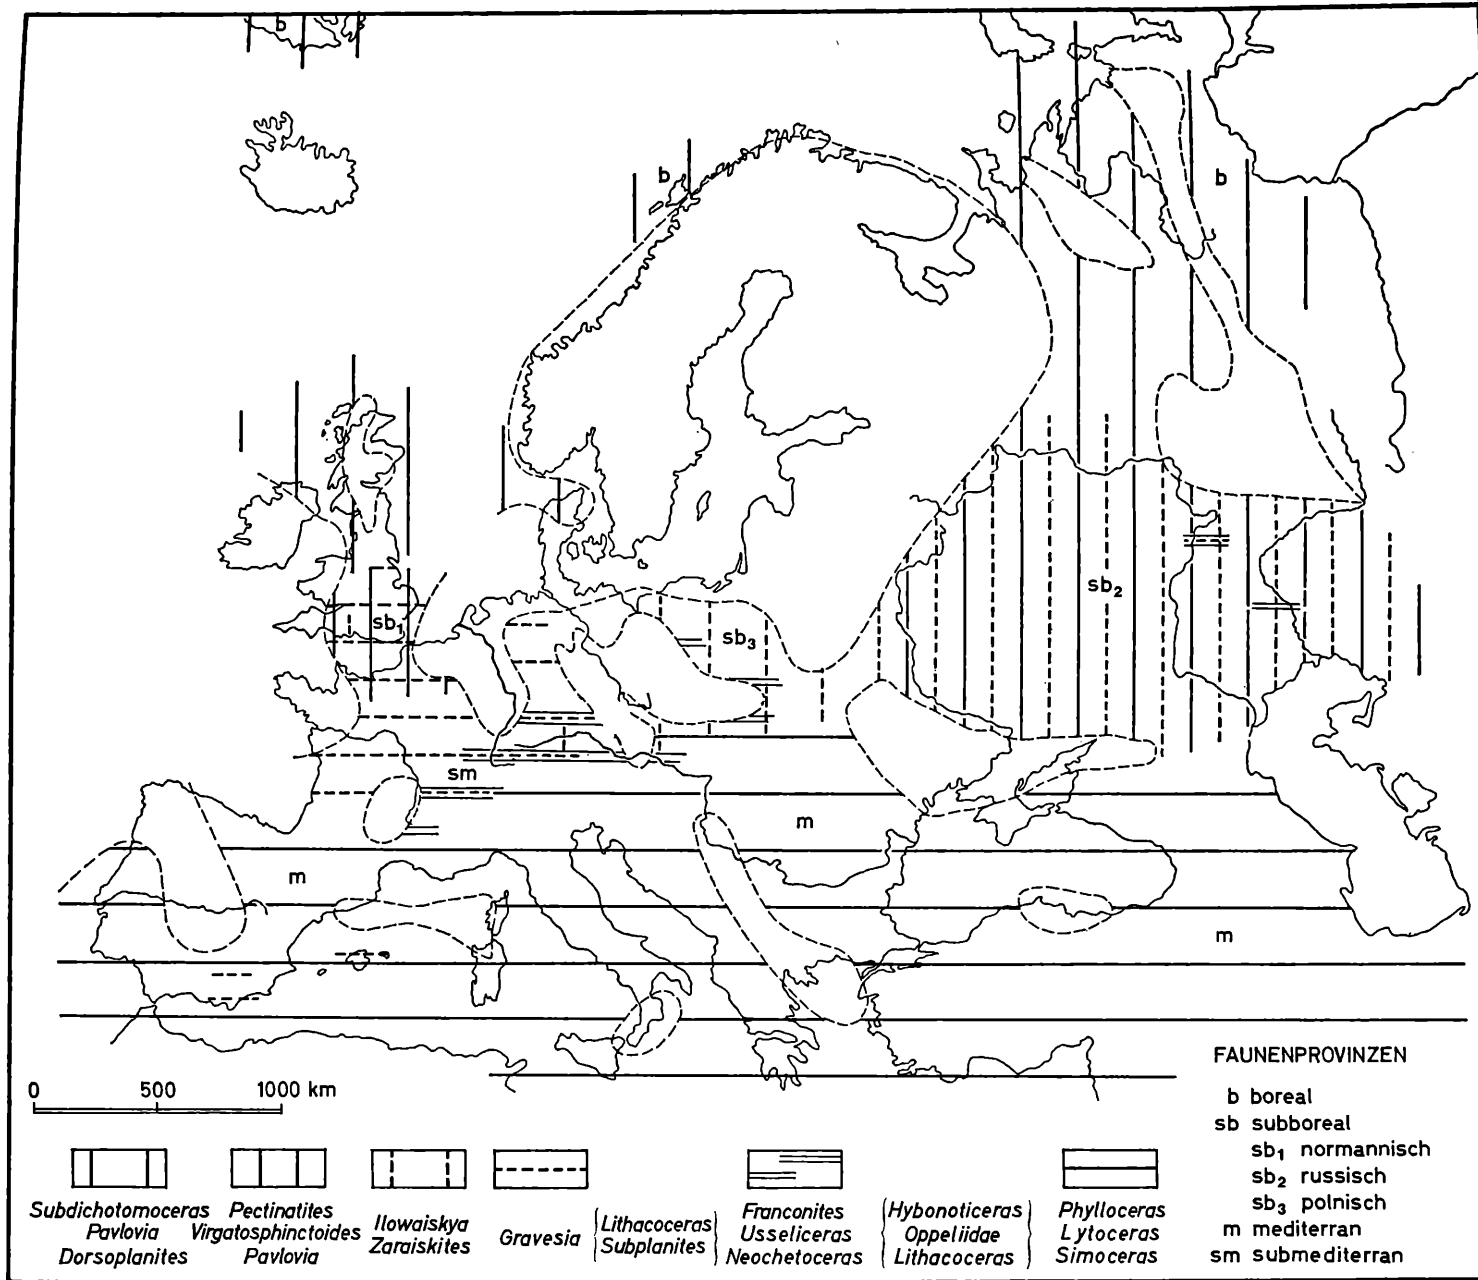 b
b
b
sb1
sb2
sb3
sm
m
m
m
0 500 1000 km
FAUNENPROVINZEN
b boreal
sb subboreal
sb1 normannisch
sb2 russisch
sb3 polnisch
m mediterran
sm submediterran
Subdichotomoceras
Pavlovia
Dorsoplanites
Pectinatites
Virgatosphinctoides
Pavlovia
Ilowaiskya
Zaraiskites
Gravesia
(Lithacoceras
Subplanites)
Franconites
Usseliceras
Neochetoceras
(Hybonoticeras
Oppeliidae
Lithacoceras)
Phylloceras
Lytoceras
Simoceras